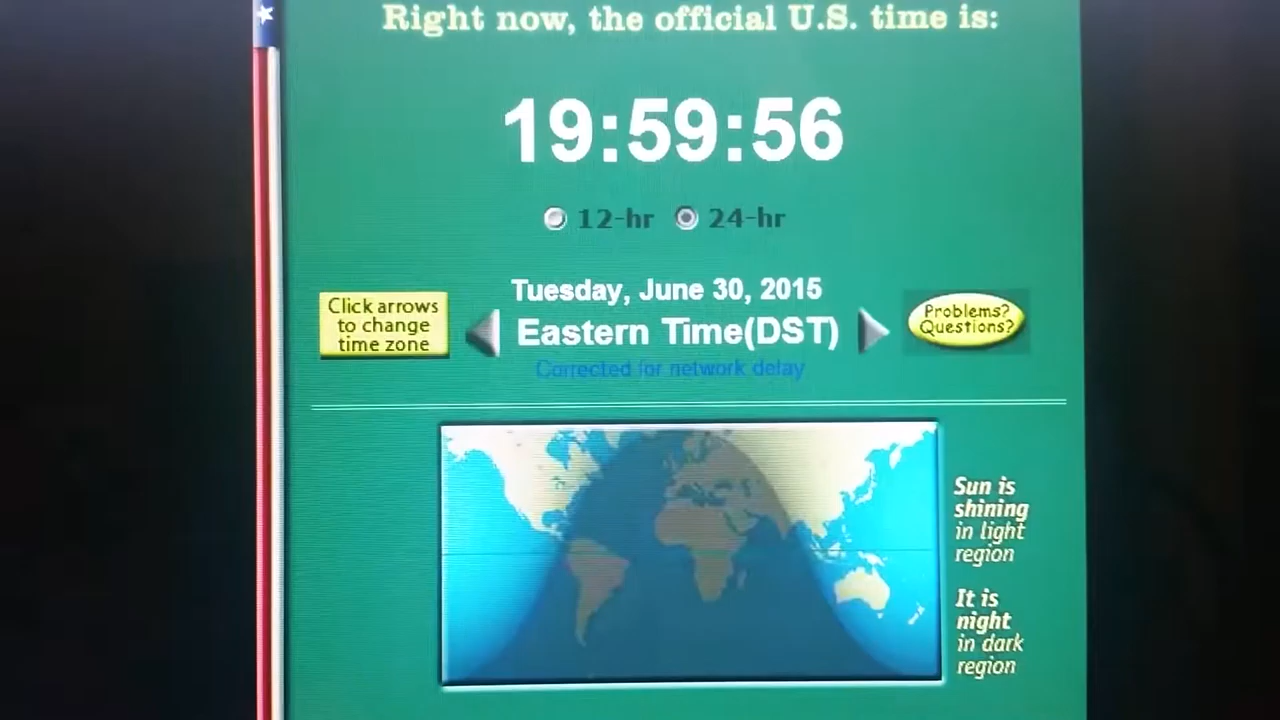 Right now, the official U.S. time is:
19:59:56
12-hr 24-hr
Tuesday, June 30, 2015
Click arrows
to change
time zone
Eastern Time(DST)
Problems?
Questions?
Corrected for network delay
Sun is
shining
in light
region
It is
night
in dark
region